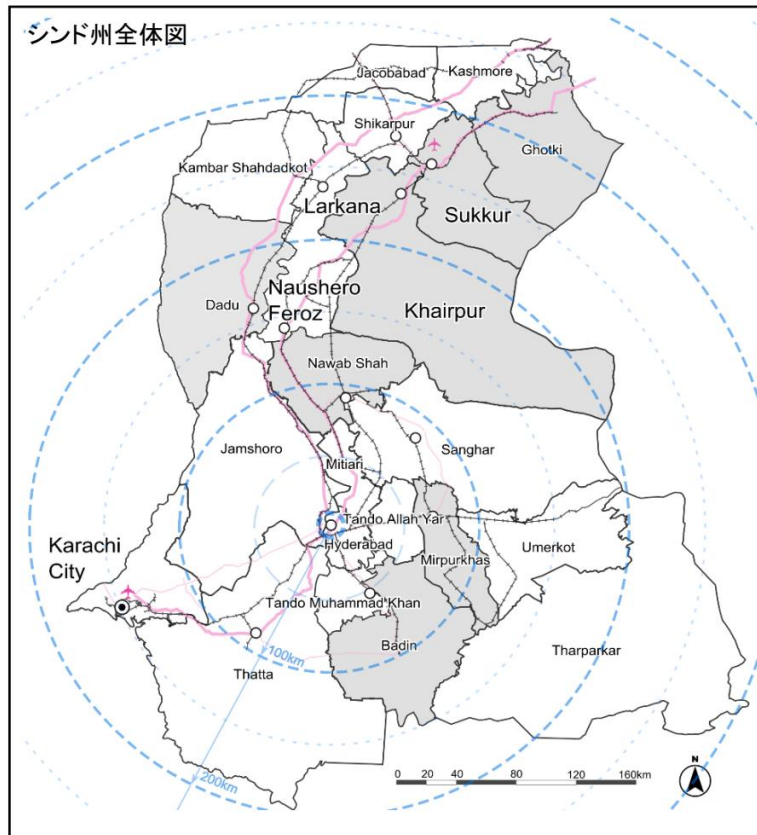 シンド州全体図
Jacobabad
Kashmore
Shikarpur
Ghotki
Kambar Shahdadkot
Larkana
Sukkur
Naushero
Feroz
Dadu
Khairpur
Nawab Shah
Jamshoro
Sanghar
Mitiari
Tando Allah Yar
Karachi
City
Hyderabad
Umerkot
Mirpurkhas
Tando Muhammad Khan
Badin
Tharparkar
100km
Thatta
200km
N
0 20 40 80 120 160km